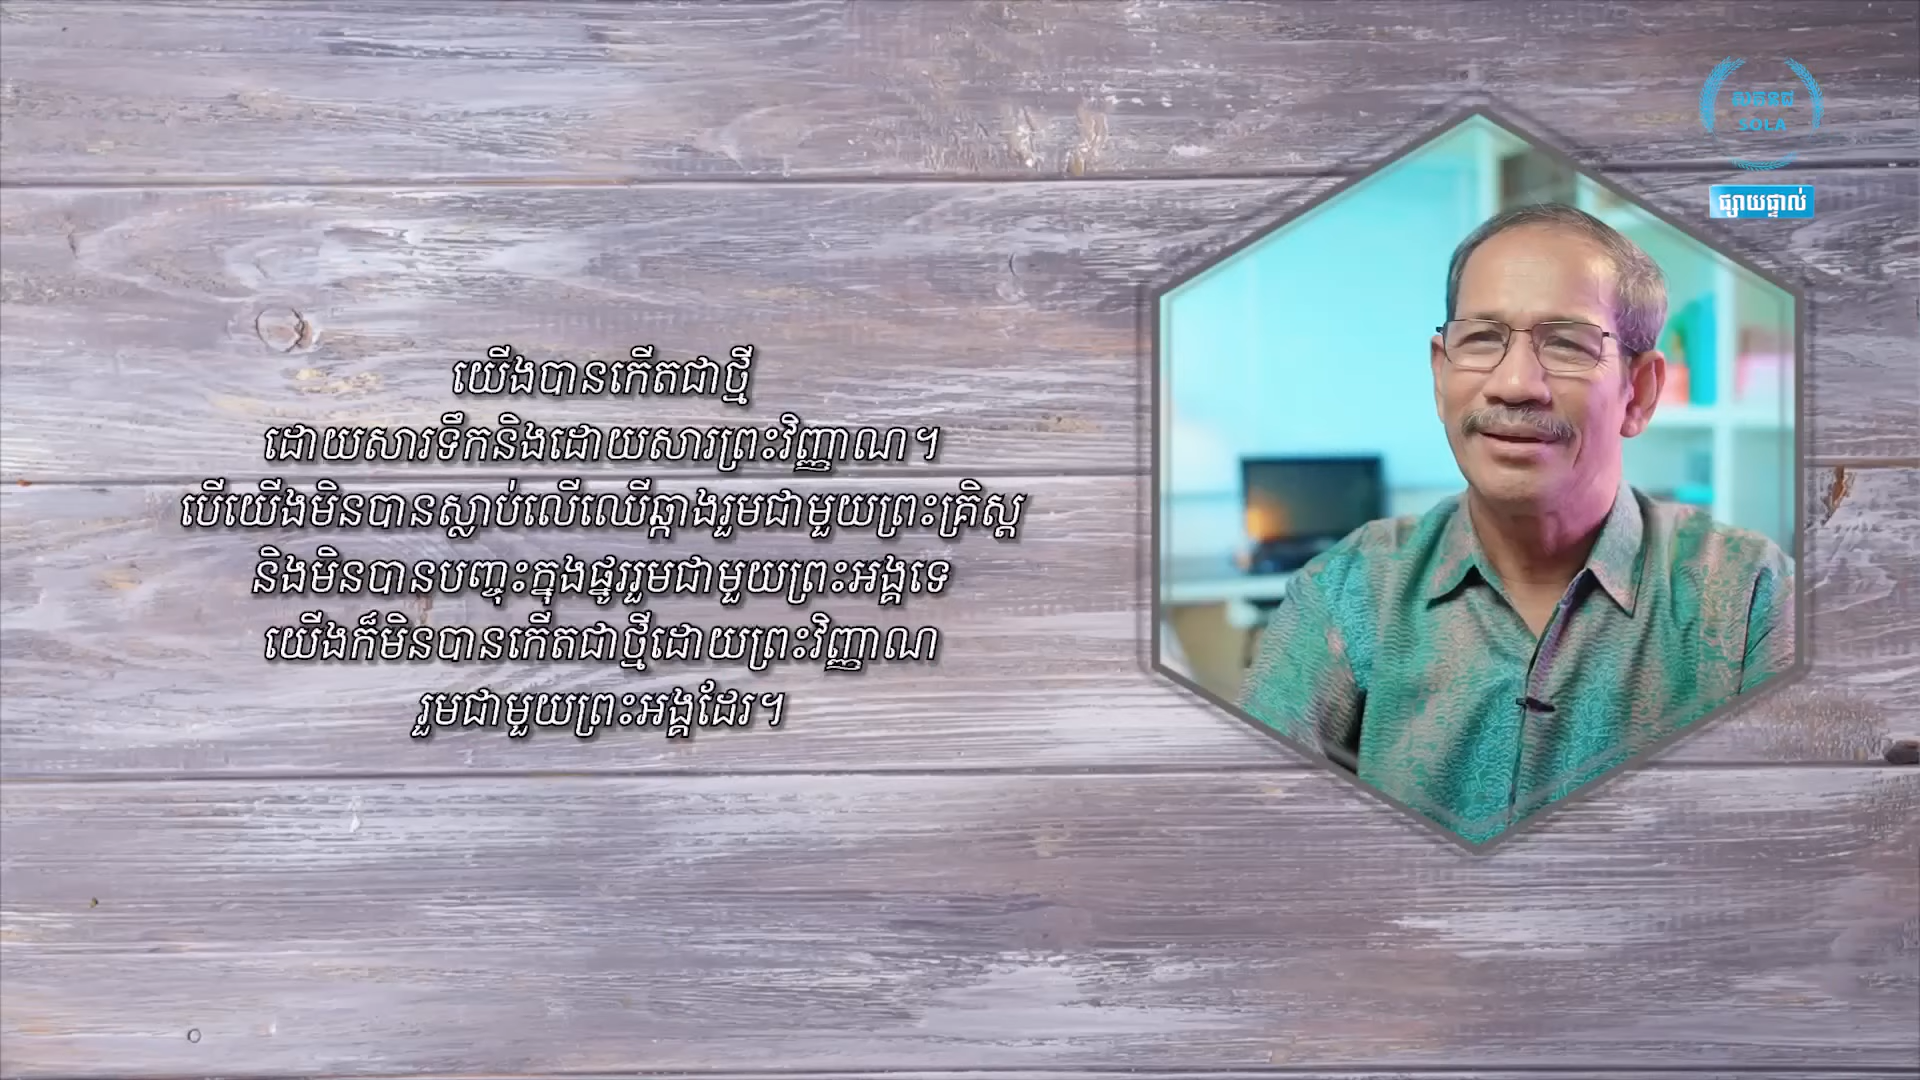 យើងបានកើតជាថ្មី
ដោយសារទឹកនិងដោយសារព្រះវិញ្ញាណ។
បើយើងមិនបានស្លាប់លើឈើឆ្កាងរួមជាមួយព្រះគ្រិស្ត
និងមិនបានបញ្ចុះក្នុងផ្នូររួមជាមួយព្រះអង្គទេ
យើងក៏មិនបានកើតជាថ្មីដោយព្រះវិញ្ញាណ
រួមជាមួយព្រះអង្គដែរ។
SOLA
ផ្សាយផ្ទាល់